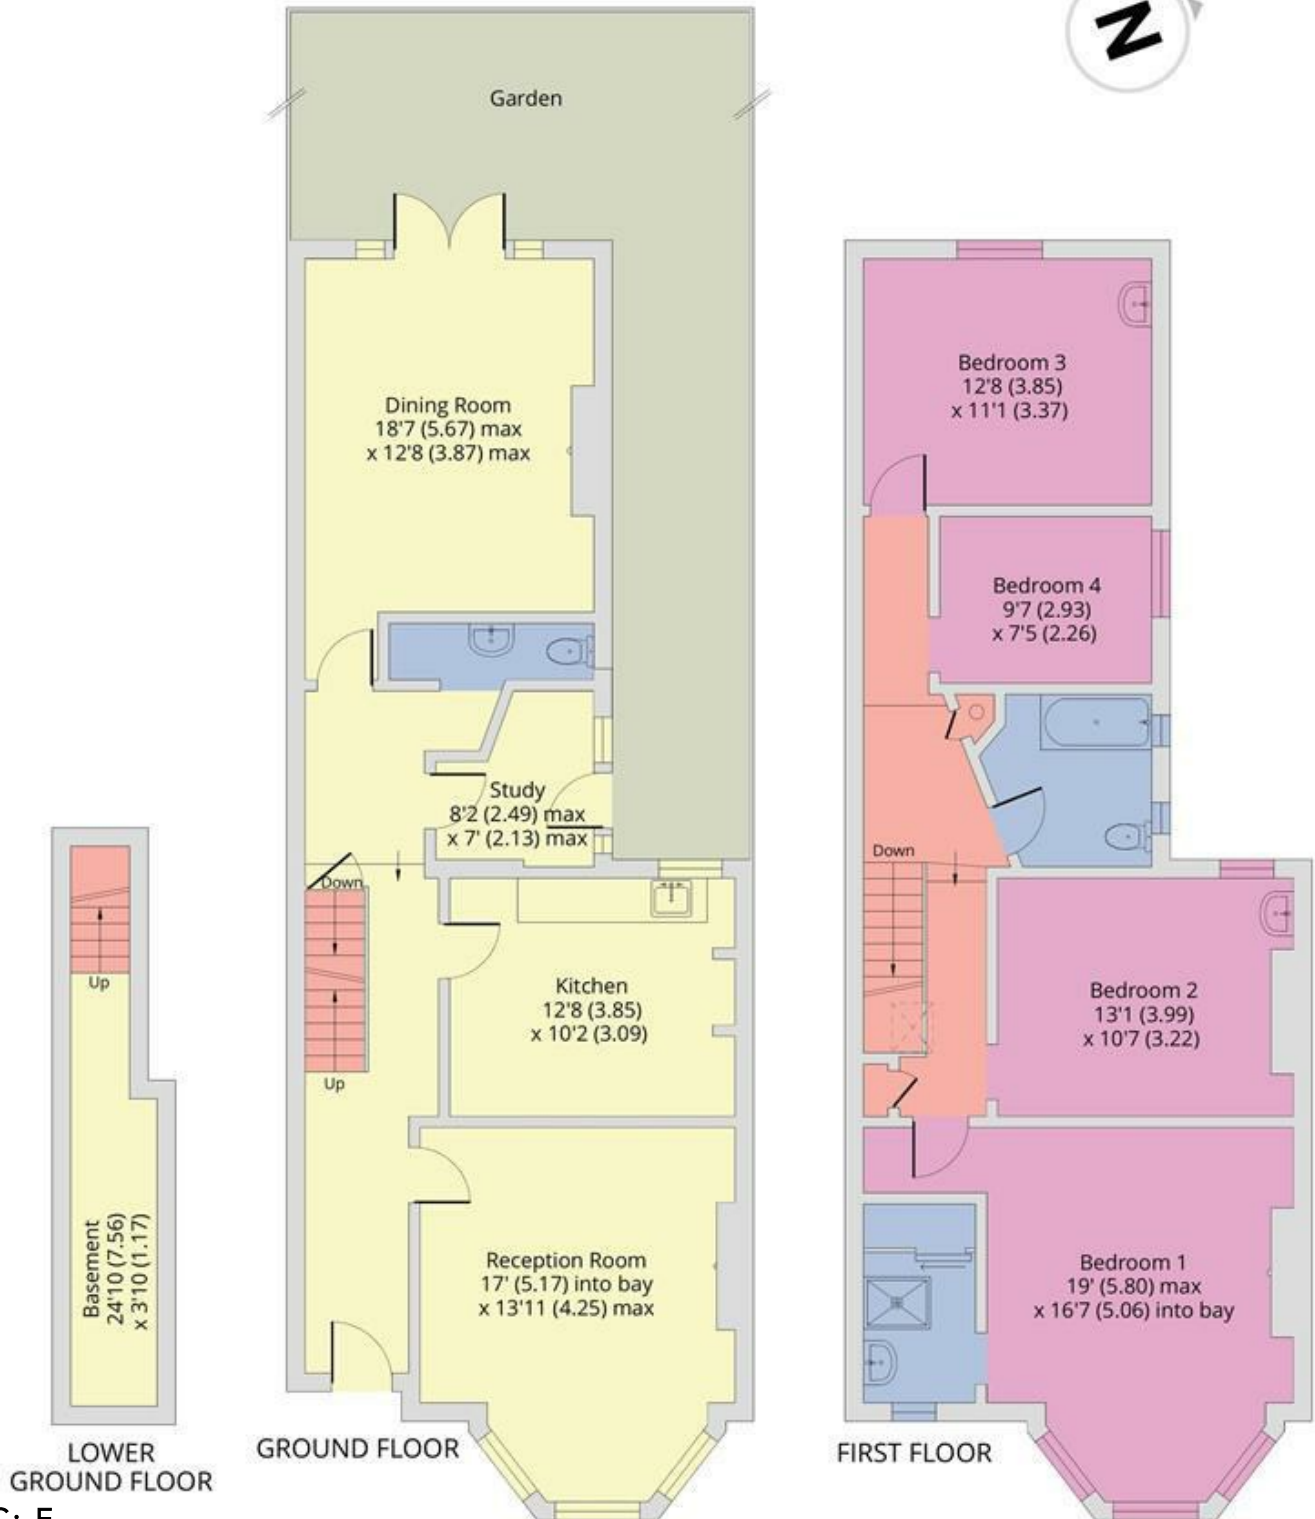 N
Garden
Dining Room
18'7 (5.67) max
x 12'8 (3.87) max
Study
8'2 (2.49) max
x 7' (2.13) max
Down
Up
Kitchen
12'8 (3.85)
x 10'2 (3.09)
Reception Room
17' (5.17) into bay
x 13'11 (4.25) max
GROUND FLOOR
Up
Basement
24'10 (7.56)
x 3'10 (1.17)
LOWER
GROUND FLOOR
Bedroom 3
12'8 (3.85)
x 11'1 (3.37)
Bedroom 4
9'7 (2.93)
x 7'5 (2.26)
Down
Bedroom 2
13'1 (3.99)
x 10'7 (3.22)
Bedroom 1
19' (5.80) max
x 16'7 (5.06) into bay
FIRST FLOOR